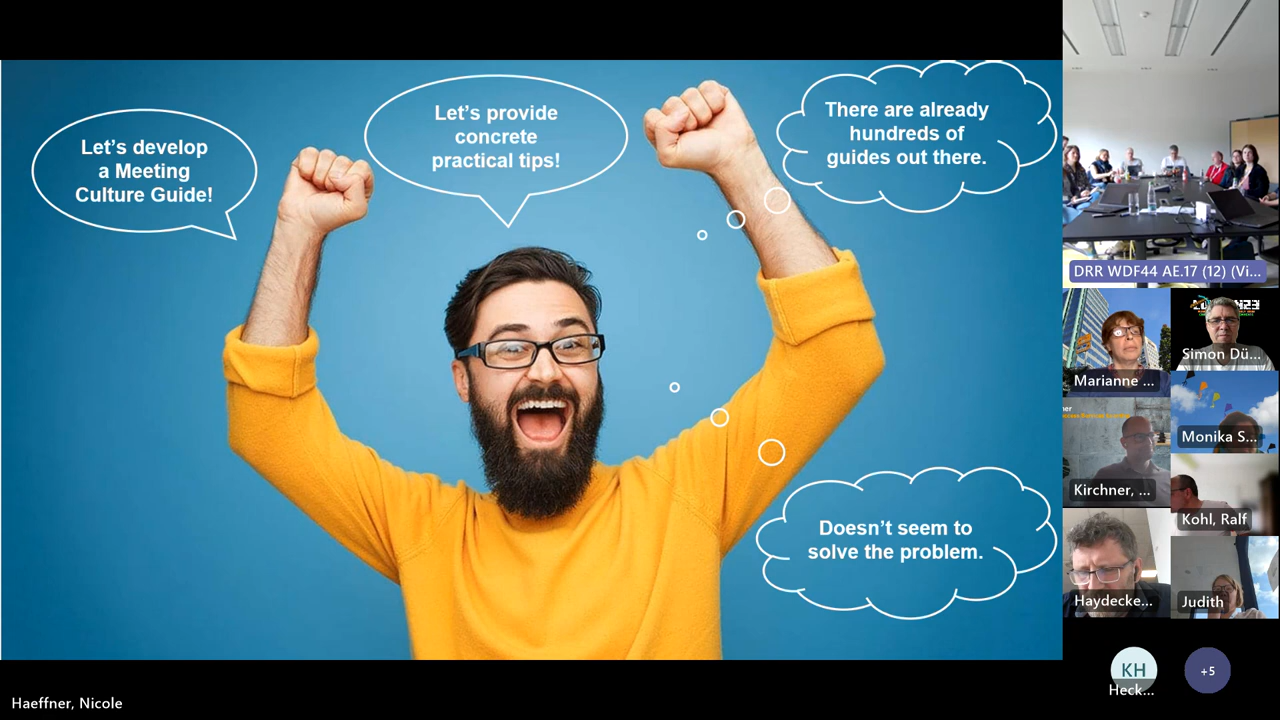 Let's develop
a Meeting
Culture Guide!
Let's provide
concrete
practical tips!
There are already
hundreds of
guides out there.
Doesn't seem to
solve the problem.
DRR WDF44 AE.17 (12) (Vi...
Marianne ...
Simon Dü...
Kirchner, ...
Monika S...
Kohl, Ralf
Haydecke...
Judith
KH
Heck...
+5
Haeffner, Nicole